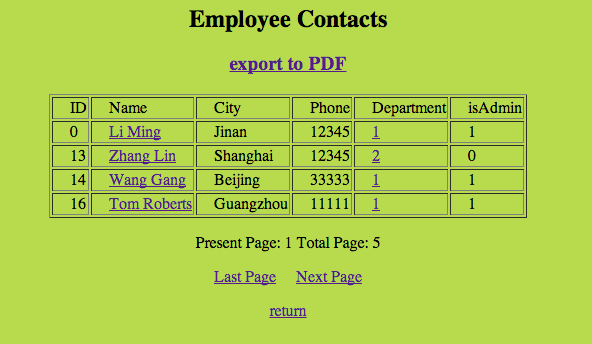 Employee Contacts
export to PDF
ID Name City Phone Department isAdmin
0 Li Ming Jinan 12345 1 1
13 Zhang Lin Shanghai 12345 2 0
14 Wang Gang Beijing 33333 1 1
16 Tom Roberts Guangzhou 11111 1 1
Present Page: 1 Total Page: 5
Last Page Next Page
return